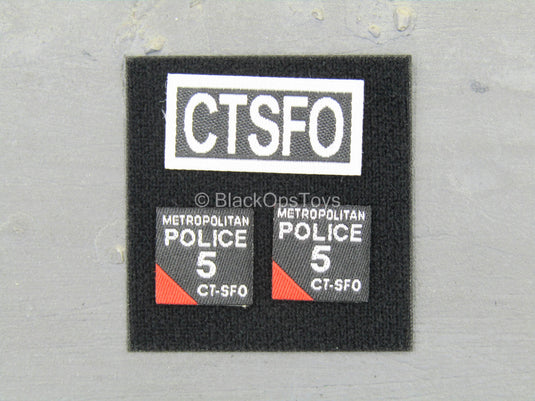 CTSFO
© BlackOpsToys
METROPOLITAN
POLICE
5
CT-SFO
METROPOLITAN
POLICE
5
CT-SFO